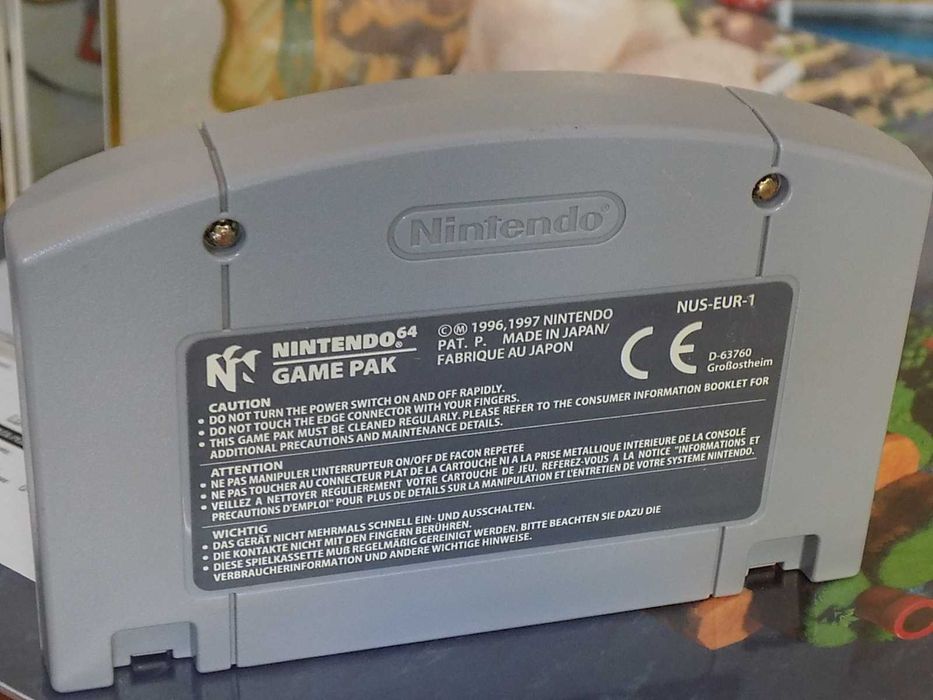 Nintendo®
NINTENDO64
GAME PAK
©Ⓜ 1996,1997 NINTENDO
PAT. P. MADE IN JAPAN/
FABRIQUE AU JAPON
NUS-EUR-1
CE
D-63760
Großostheim
CAUTION
• DO NOT TURN THE POWER SWITCH ON AND OFF RAPIDLY.
• DO NOT TOUCH THE EDGE CONNECTOR WITH YOUR FINGERS.
• THIS GAME PAK MUST BE CLEANED REGULARLY. PLEASE REFER TO THE CONSUMER INFORMATION BOOKLET FOR
ADDITIONAL PRECAUTIONS AND MAINTENANCE DETAILS.
ATTENTION
• NE PAS MANIPULER L'INTERRUPTEUR ON/OFF DE FACON REPETEE
• NE PAS TOUCHER AU CONNECTEUR PLAT DE LA CARTOUCHE NI A LA PRISE METALLIQUE INTÉRIEURE DE LA CONSOLE
• VEILLEZ A NETTOYER REGULIEREMENT VOTRE CARTOUCHE DE JEU. REFEREZ-VOUS A LA NOTICE "INFORMATIONS ET
PRECAUTIONS D'EMPLOI" POUR PLUS DE DETAILS SUR LA MANIPULATION ET L'ENTRETIEN DE VOTRE SYSTEME NINTENDO.
WICHTIG
• DAS GERÄT NICHT MEHRMALS SCHNELL EIN- UND AUSSCHALTEN.
• DIE KONTAKTE NICHT MIT DEN FINGERN BERÜHREN.
• DIESE SPIELKASSETTE MUß REGELMÄßIG GEREINIGT WERDEN. BITTE BEACHTEN SIE DAZU DIE
VERBRAUCHERINFORMATION UND ANDERE WICHTIGE HINWEISE.